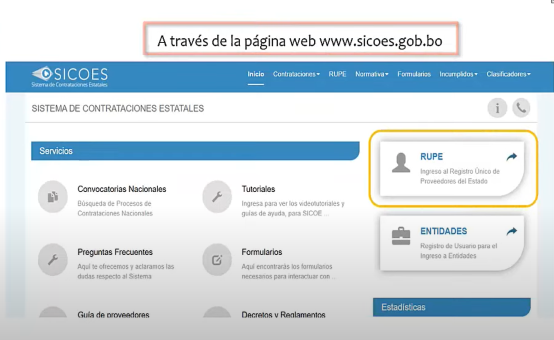 A través de la página web www.sicoes.gob.bo
SICOES
Sistema de Contrataciones Estatales
Inicio Contrataciones RUPE Normativa Formularios Incumplidos Clasificadores
SISTEMA DE CONTRATACIONES ESTATALES
i
Servicios
Convocatorias Nacionales
Búsqueda de Procesos de
Contrataciones Nacionales
Tutoriales
Ingresa para ver los videotutoriales y
guías de ayuda, para SICOE ...
RUPE
Ingreso al Registro Único de
Proveedores del Estado
Preguntas Frecuentes
Aquí te ofrecemos y aclaramos las
dudas respecto al Sistema
Formularios
Aquí encontrarás los formularios
necesarios para interactuar con ...
ENTIDADES
Registro de Usuario para el
Ingreso a Entidades
Guía de proveedores
Decretos y Reglamentos
Estadísticas